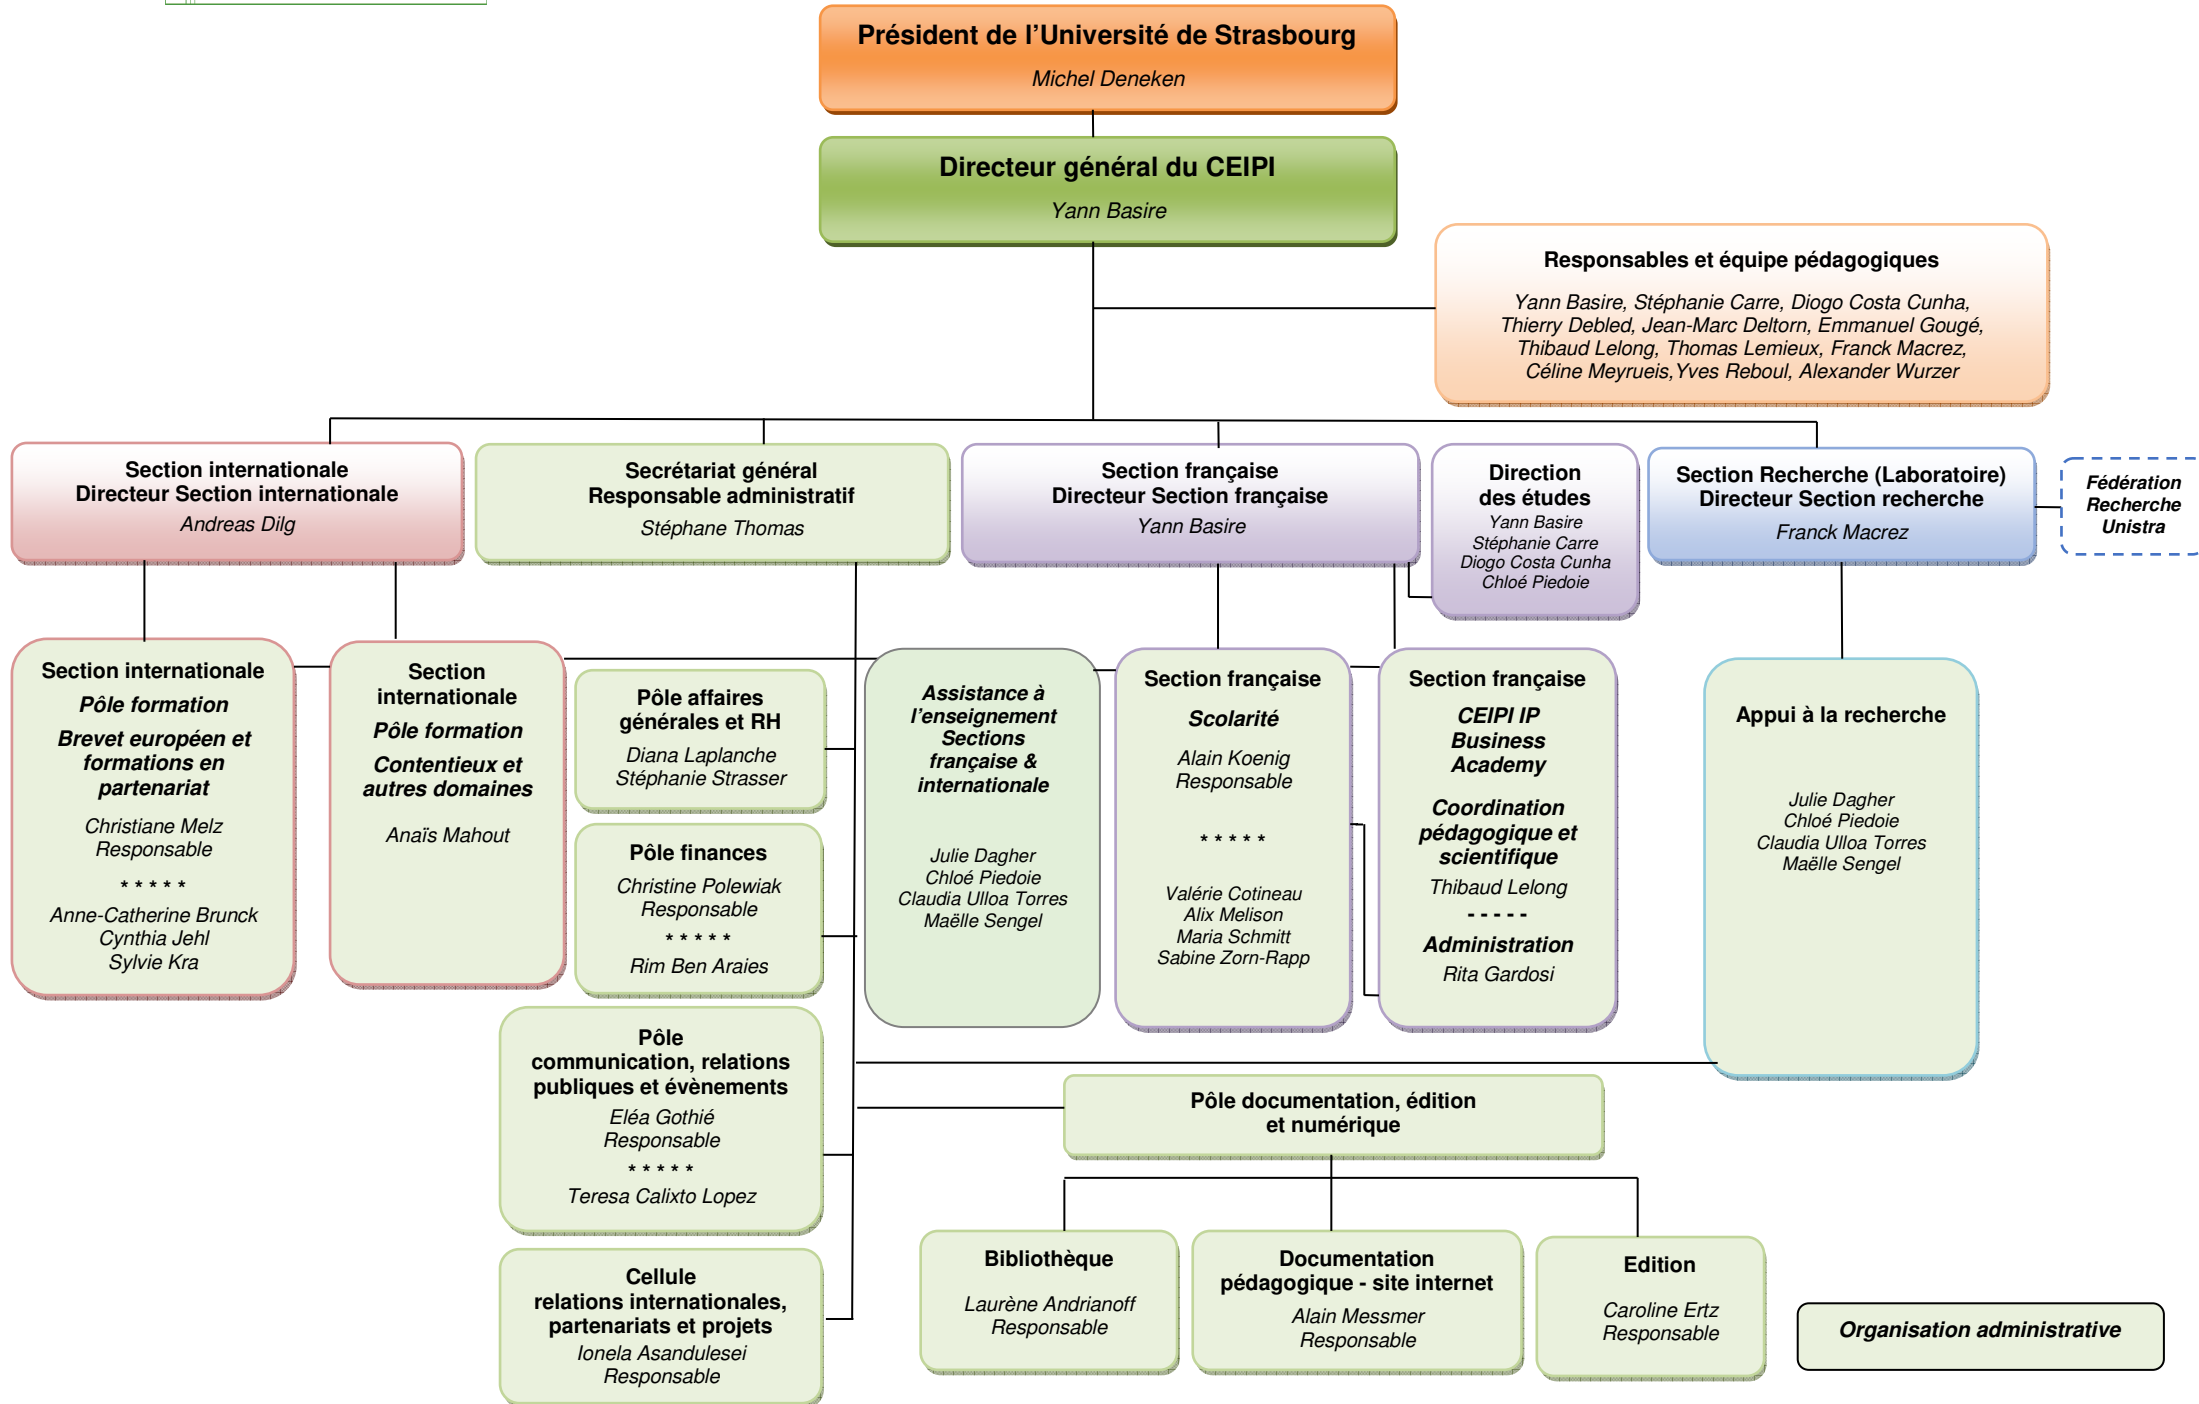 Président de l'Université de Strasbourg
Michel Deneken
Directeur général du CEIPI
Yann Basire
Responsables et équipe pédagogiques
Yann Basire, Stéphanie Carre, Diogo Costa Cunha,
Thierry Debled, Jean-Marc Deltorn, Emmanuel Gougé,
Thibaud Lelong, Thomas Lemieux, Franck Macrez,
Céline Meyrueis,Yves Reboul, Alexander Wurzer
Section internationale
Directeur Section internationale
Andreas Dilg
Secrétariat général
Responsable administratif
Stéphane Thomas
Section française
Directeur Section française
Yann Basire
Direction
des études
Yann Basire
Stéphanie Carre
Diogo Costa Cunha
Chloé Piedoie
Section Recherche (Laboratoire)
Directeur Section recherche
Franck Macrez
Fédération
Recherche
Unistra
Section internationale
Pôle formation
Brevet européen et
formations en
partenariat
Christiane Melz
Responsable
* * * * *
Anne-Catherine Brunck
Cynthia Jehl
Sylvie Kra
Section
internationale
Pôle formation
Contentieux et
autres domaines
Anaïs Mahout
Pôle affaires
générales et RH
Diana Laplanche
Stéphanie Strasser
Pôle finances
Christine Polewiak
Responsable
* * * * *
Rim Ben Araies
Pôle
communication, relations
publiques et évènements
Eléa Gothié
Responsable
* * * * *
Teresa Calixto Lopez
Cellule
relations internationales,
partenariats et projets
Ionela Asandulesei
Responsable
Assistance à
l'enseignement
Sections
française &
internationale
Julie Dagher
Chloé Piedoie
Claudia Ulloa Torres
Maëlle Sengel
Section française
Scolarité
Alain Koenig
Responsable
* * * * *
Valérie Cotineau
Alix Melison
Maria Schmitt
Sabine Zorn-Rapp
Section française
CEIPI IP
Business
Academy
Coordination
pédagogique et
scientifique
Thibaud Lelong
- - - - -
Administration
Rita Gardosi
Appui à la recherche
Julie Dagher
Chloé Piedoie
Claudia Ulloa Torres
Maëlle Sengel
Pôle documentation, édition
et numérique
Bibliothèque
Laurène Andrianoff
Responsable
Documentation
pédagogique - site internet
Alain Messmer
Responsable
Edition
Caroline Ertz
Responsable
Organisation administrative